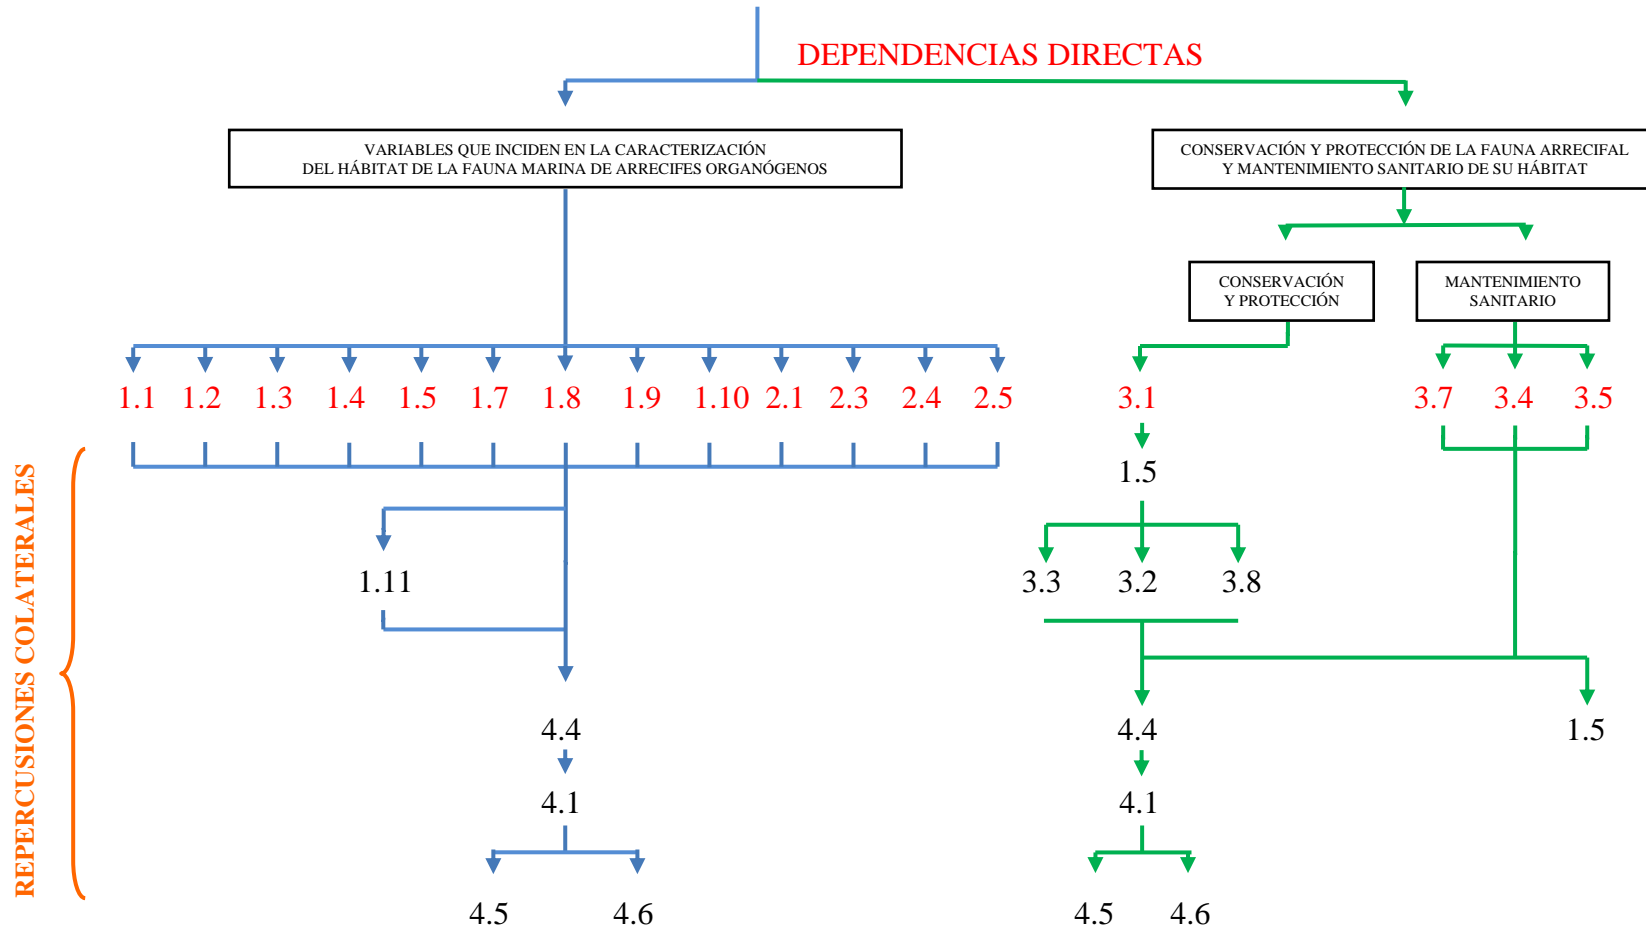 DEPENDENCIAS DIRECTAS
VARIABLES QUE INCIDEN EN LA CARACTERIZACIÓN
DEL HÁBITAT DE LA FAUNA MARINA DE ARRECIFES ORGANÓGENOS
CONSERVACIÓN Y PROTECCIÓN DE LA FAUNA ARRECIFAL
Y MANTENIMIENTO SANITARIO DE SU HÁBITAT
CONSERVACIÓN
Y PROTECCIÓN
MANTENIMIENTO
SANITARIO
1.1 1.2 1.3 1.4 1.5 1.7 1.8 1.9 1.10 2.1 2.3 2.4 2.5 3.1 3.7 3.4 3.5
REPERCUSIONES COLATERALES
1.5
1.11 3.3 3.2 3.8
4.4 4.4 1.5
4.1 4.1
4.5 4.6 4.5 4.6